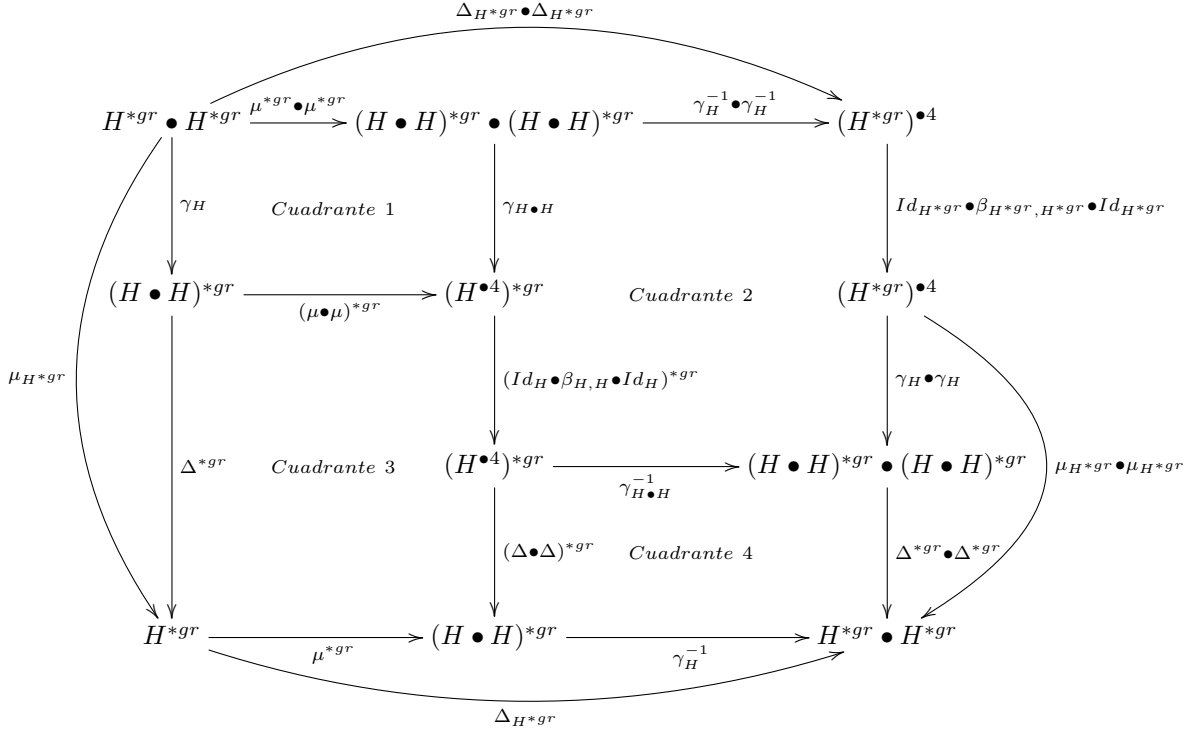 Δ_{H^{*gr}}•Δ_{H^{*gr}}
H^{*gr} • H^{*gr}
μ^{*gr}•μ^{*gr}
(H • H)^{*gr} • (H • H)^{*gr}
γ_H^{-1}•γ_H^{-1}
(H^{*gr})^{•4}
γ_H
Cuadrante 1
γ_{H•H}
Id_{H^{*gr}}•β_{H^{*gr},H^{*gr}}•Id_{H^{*gr}}
(H • H)^{*gr}
(μ•μ)^{*gr}
(H^{•4})^{*gr}
Cuadrante 2
(H^{*gr})^{•4}
μ_{H^{*gr}}
(Id_H•β_{H,H}•Id_H)^{*gr}
γ_H•γ_H
Δ^{*gr}
Cuadrante 3
(H^{•4})^{*gr}
γ_{H•H}^{-1}
(H • H)^{*gr} • (H • H)^{*gr}
μ_{H^{*gr}}•μ_{H^{*gr}}
(Δ•Δ)^{*gr}
Cuadrante 4
Δ^{*gr}•Δ^{*gr}
H^{*gr}
μ^{*gr}
(H • H)^{*gr}
γ_H^{-1}
H^{*gr} • H^{*gr}
Δ_{H^{*gr}}